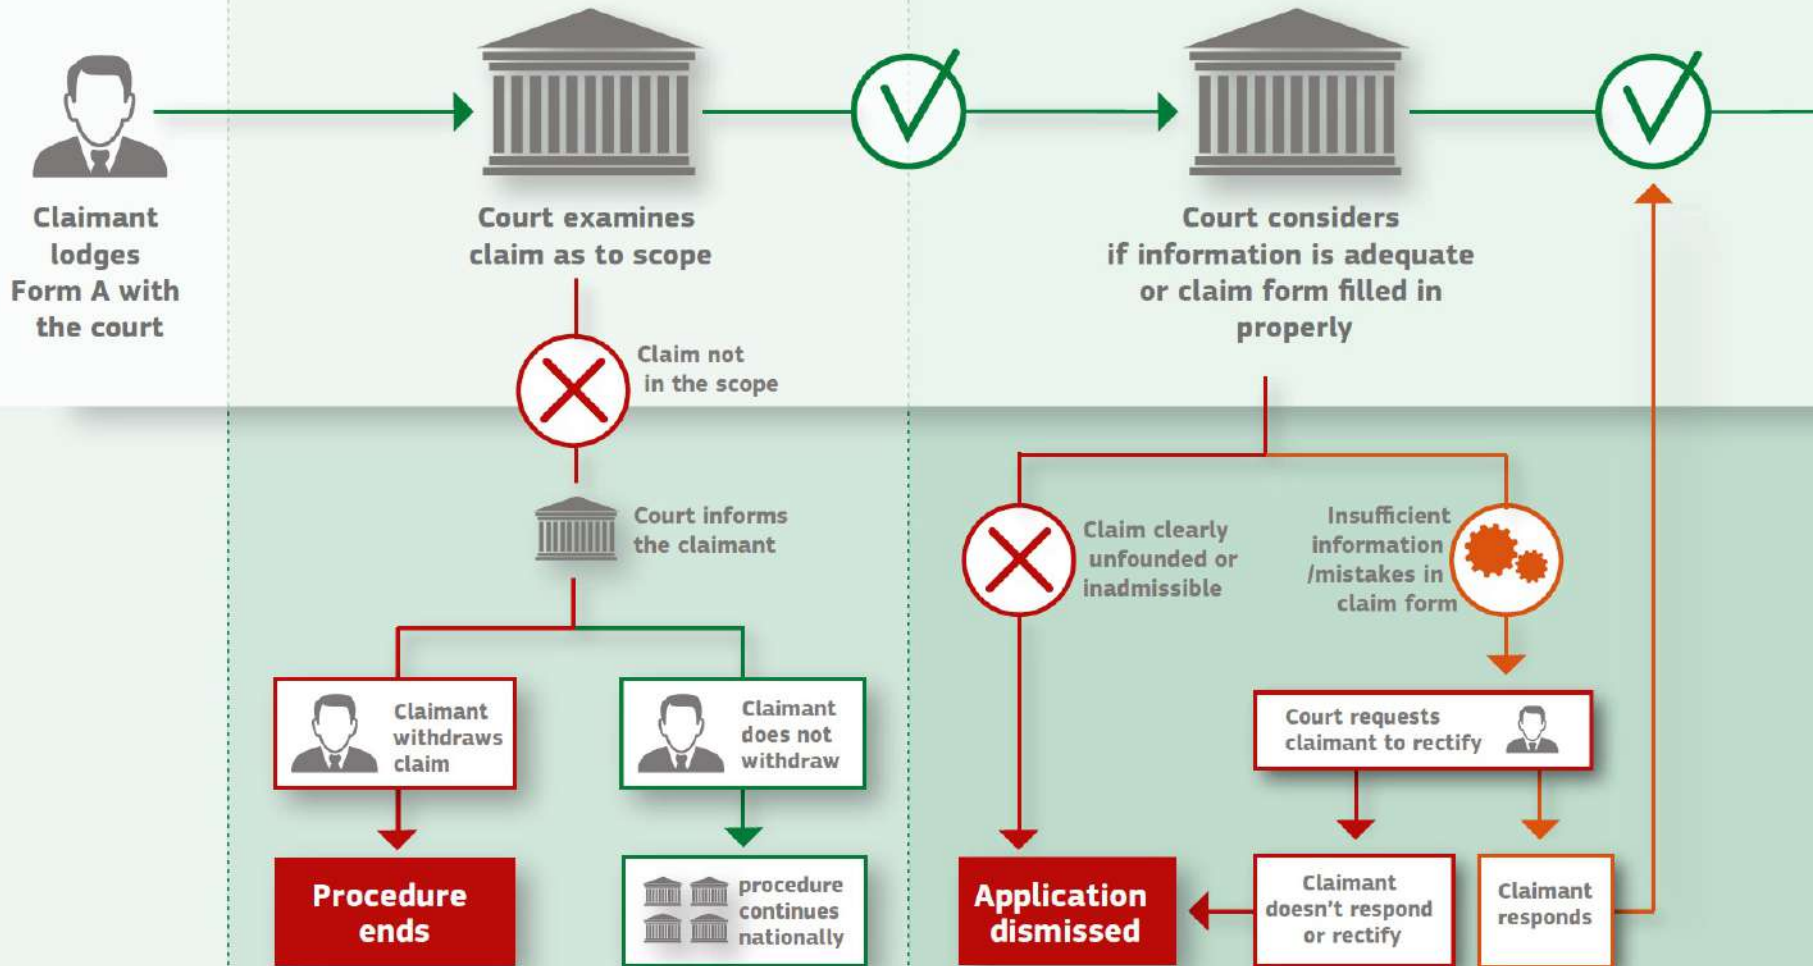 Claimant
lodges
Form A with
the court
Court examines
claim as to scope
Court considers
if information is adequate
or claim form filled in
properly
Claim not
in the scope
Court informs
the claimant
Claim clearly
unfounded or
inadmissible
Insufficient
information
/mistakes in
claim form
Claimant
withdraws
claim
Claimant
does not
withdraw
Court requests
claimant to rectify
Procedure
ends
procedure
continues
nationally
Application
dismissed
Claimant
doesn't respond
or rectify
Claimant
responds